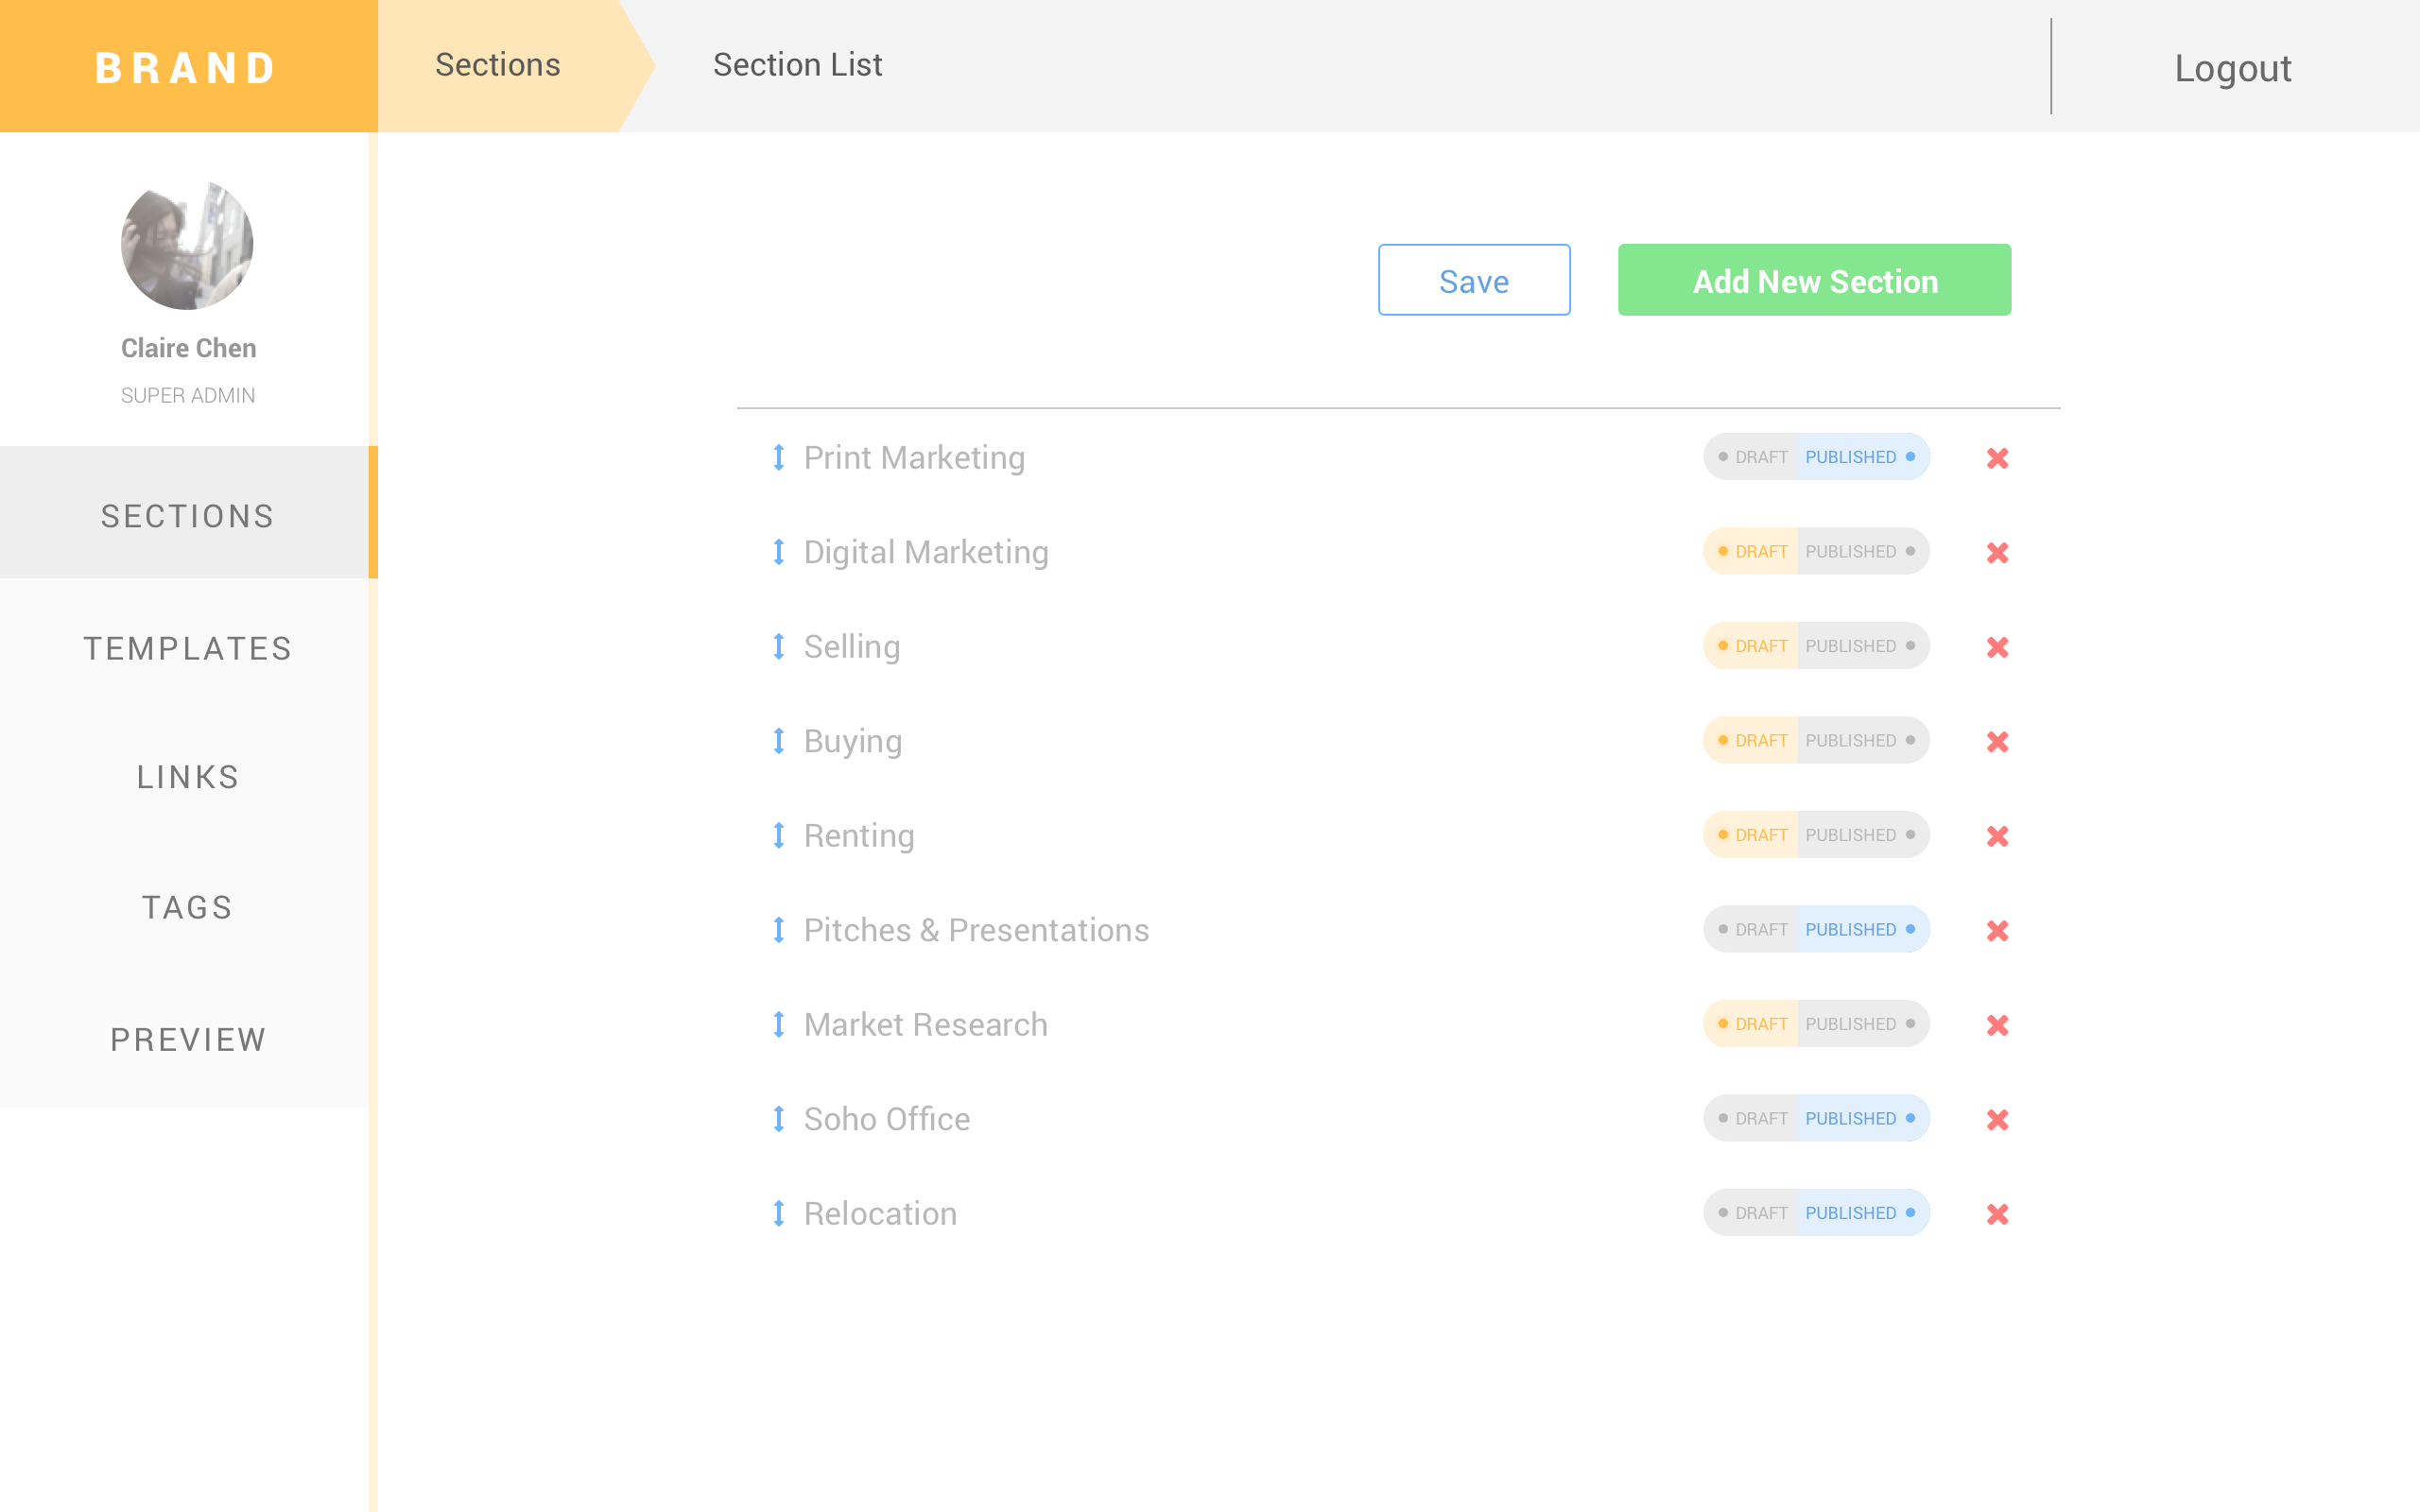 BRAND
Sections
Section List
Logout
Claire Chen
SUPER ADMIN
SECTIONS
TEMPLATES
LINKS
TAGS
PREVIEW
Save
Add New Section
Print Marketing DRAFT PUBLISHED
Digital Marketing DRAFT PUBLISHED
Selling DRAFT PUBLISHED
Buying DRAFT PUBLISHED
Renting DRAFT PUBLISHED
Pitches & Presentations DRAFT PUBLISHED
Market Research DRAFT PUBLISHED
Soho Office DRAFT PUBLISHED
Relocation DRAFT PUBLISHED